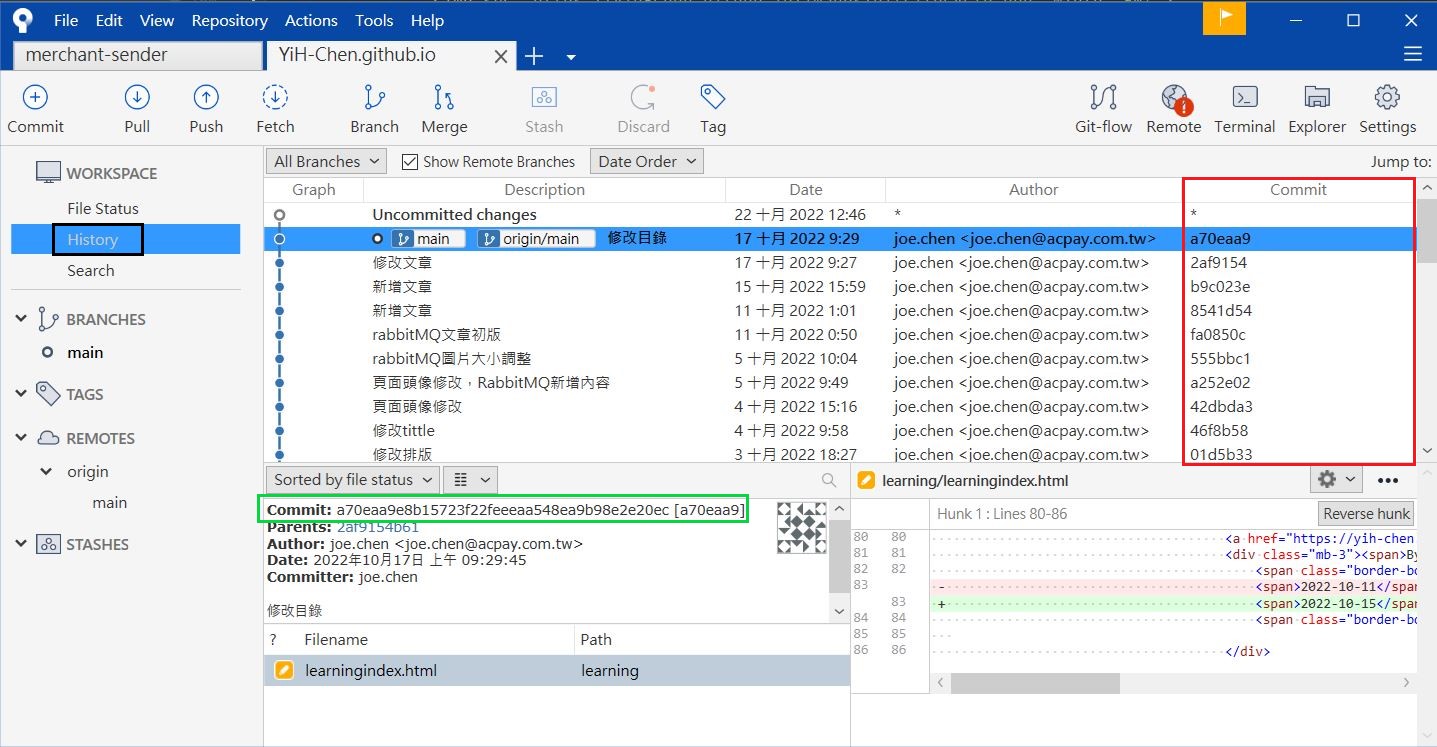 File Edit View Repository Actions Tools Help
merchant-sender YiH-Chen.github.io
Commit Pull Push Fetch Branch Merge Stash Discard Tag Git-flow Remote Terminal Explorer Settings
WORKSPACE
File Status
History
Search
BRANCHES
main
TAGS
REMOTES
origin
main
STASHES
All Branches Show Remote Branches Date Order Jump to:
Graph Description Date Author Commit
Uncommitted changes 22 十月 2022 12:46 * *
main origin/main 修改目錄 17 十月 2022 9:29 joe.chen <joe.chen@acpay.com.tw> a70eaa9
修改文章 17 十月 2022 9:27 joe.chen <joe.chen@acpay.com.tw> 2af9154
新增文章 15 十月 2022 15:59 joe.chen <joe.chen@acpay.com.tw> b9c023e
新增文章 11 十月 2022 1:01 joe.chen <joe.chen@acpay.com.tw> 8541d54
rabbitMQ文章初版 11 十月 2022 0:50 joe.chen <joe.chen@acpay.com.tw> fa0850c
rabbitMQ圖片大小調整 5 十月 2022 10:04 joe.chen <joe.chen@acpay.com.tw> 555bbc1
頁面頭像修改，RabbitMQ新增內容 5 十月 2022 9:49 joe.chen <joe.chen@acpay.com.tw> a252e02
頁面頭像修改 4 十月 2022 15:16 joe.chen <joe.chen@acpay.com.tw> 42dbda3
修改tittle 4 十月 2022 9:58 joe.chen <joe.chen@acpay.com.tw> 46f8b58
修改排版 3 十月 2022 18:27 joe.chen <joe.chen@acpay.com.tw> 01d5b33
Sorted by file status
Commit: a70eaa9e8b15723f22feeeaa548ea9b98e2e20ec [a70eaa9]
Parents: 2af9154b61
Author: joe.chen <joe.chen@acpay.com.tw>
Date: 2022年10月17日 上午 09:29:45
Committer: joe.chen
修改目錄
? Filename Path
learningindex.html learning
learning/learningindex.html
Hunk 1 : Lines 80-86 Reverse hunk
80 80 <a href="https://yih-chen
81 81 <div class="mb-3"><span>By
82 82 <span class="border-bo
83 - <span>2022-10-11</span
83 + <span>2022-10-15</span
84 84 <span class="border-bo
85 85
86 86 </div>